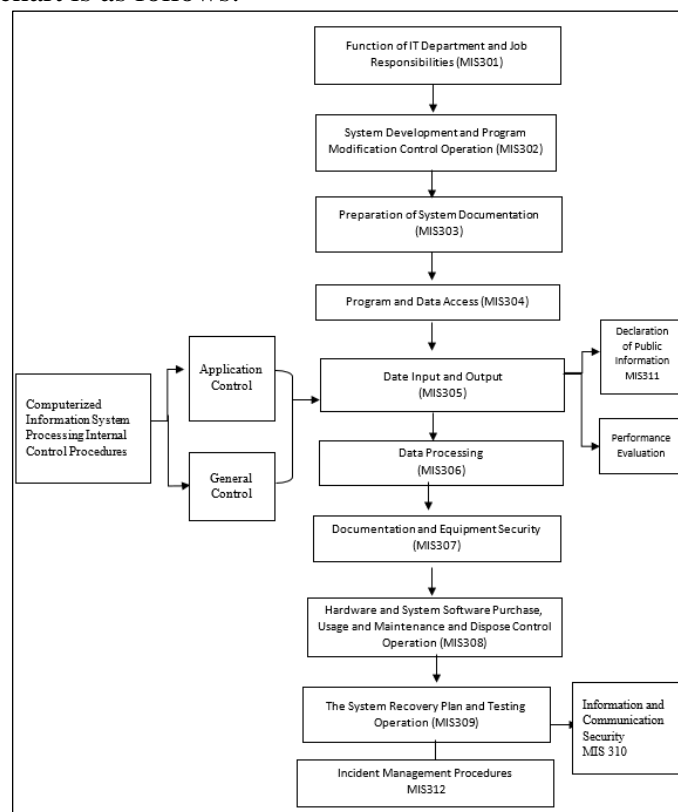 chart is as follows:
Function of IT Department and Job
Responsibilities (MIS301)
System Development and Program
Modification Control Operation (MIS302)
Preparation of System Documentation
(MIS303)
Program and Data Access (MIS304)
Declaration
of Public
Information
MIS311
Application
Control
Date Input and Output
(MIS305)
Computerized
Information System
Processing Internal
Control Procedures
Performance
Evaluation
Data Processing
(MIS306)
General
Control
Documentation and Equipment Security
(MIS307)
Hardware and System Software Purchase,
Usage and Maintenance and Dispose Control
Operation (MIS308)
The System Recovery Plan and Testing
Operation (MIS309)
Information and
Communication
Security
MIS 310
Incident Management Procedures
MIS312